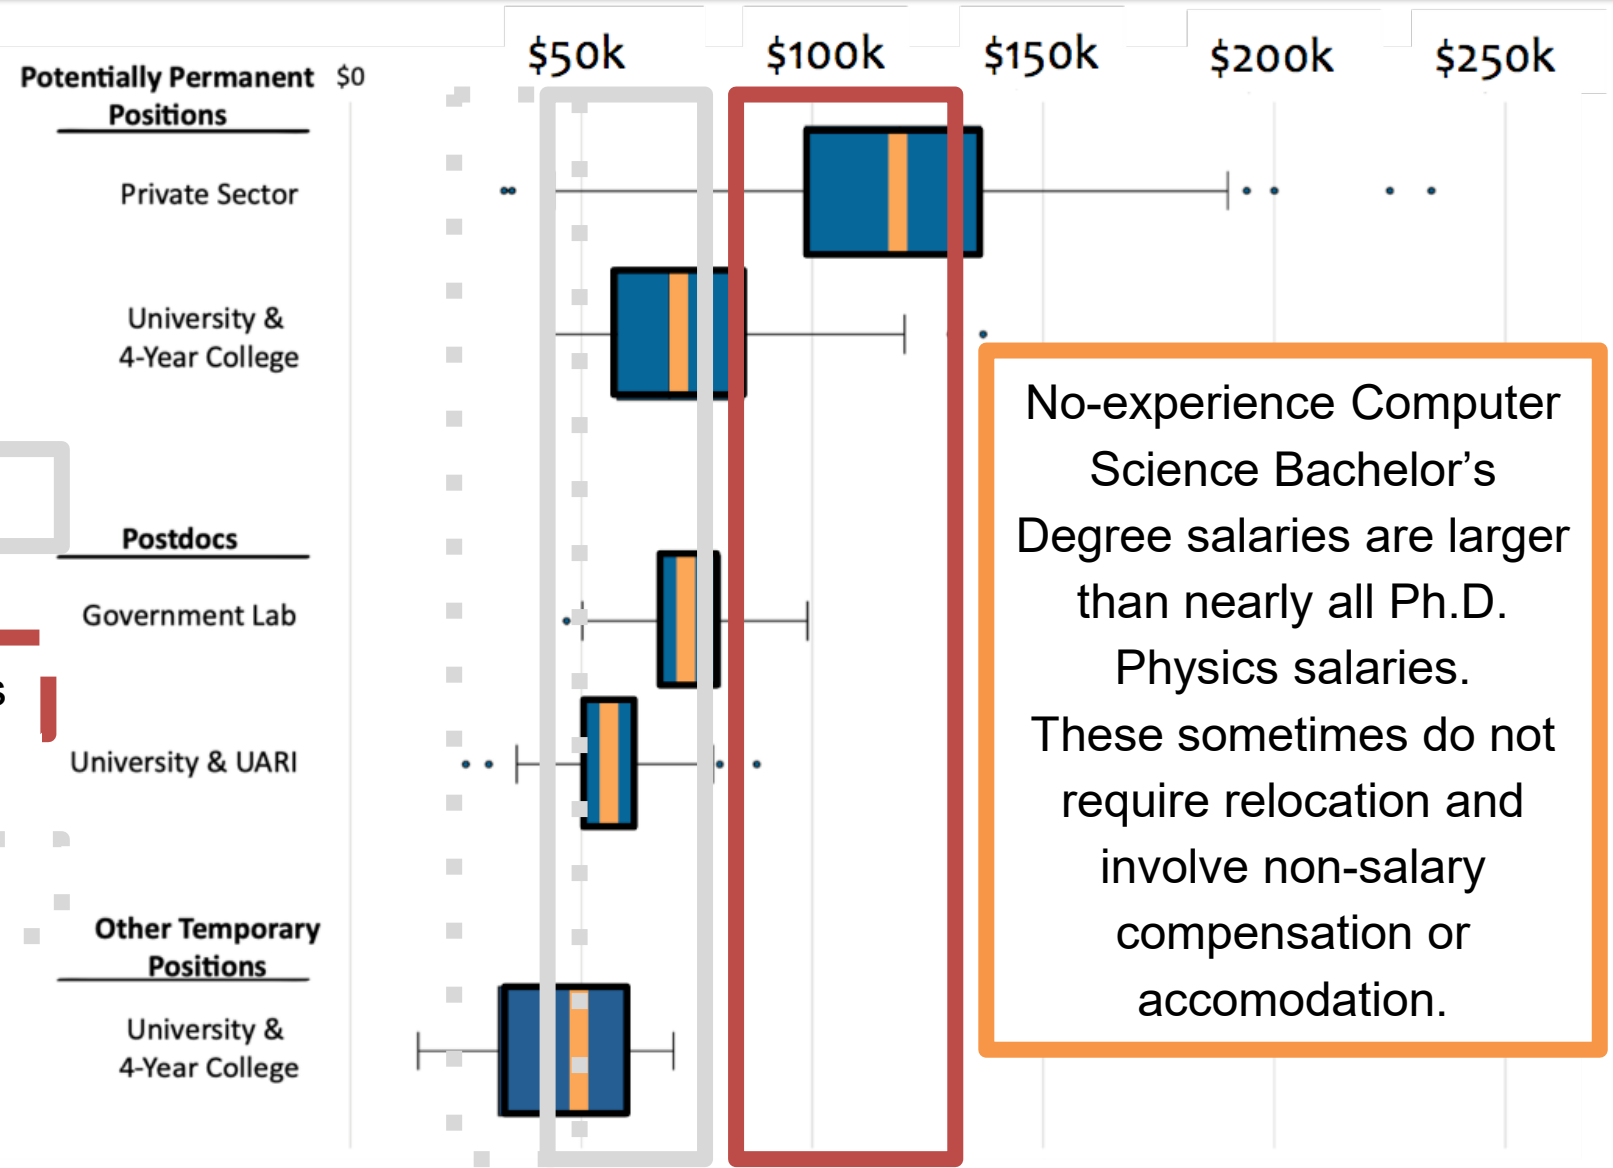 $50k $100k $150k $200k $250k
Potentially Permanent $0
Positions
Private Sector
University &
4-Year College
Postdocs
Government Lab
s
University & UARI
Other Temporary
Positions
University &
4-Year College
No-experience Computer
Science Bachelor’s
Degree salaries are larger
than nearly all Ph.D.
Physics salaries.
These sometimes do not
require relocation and
involve non-salary
compensation or
accomodation.